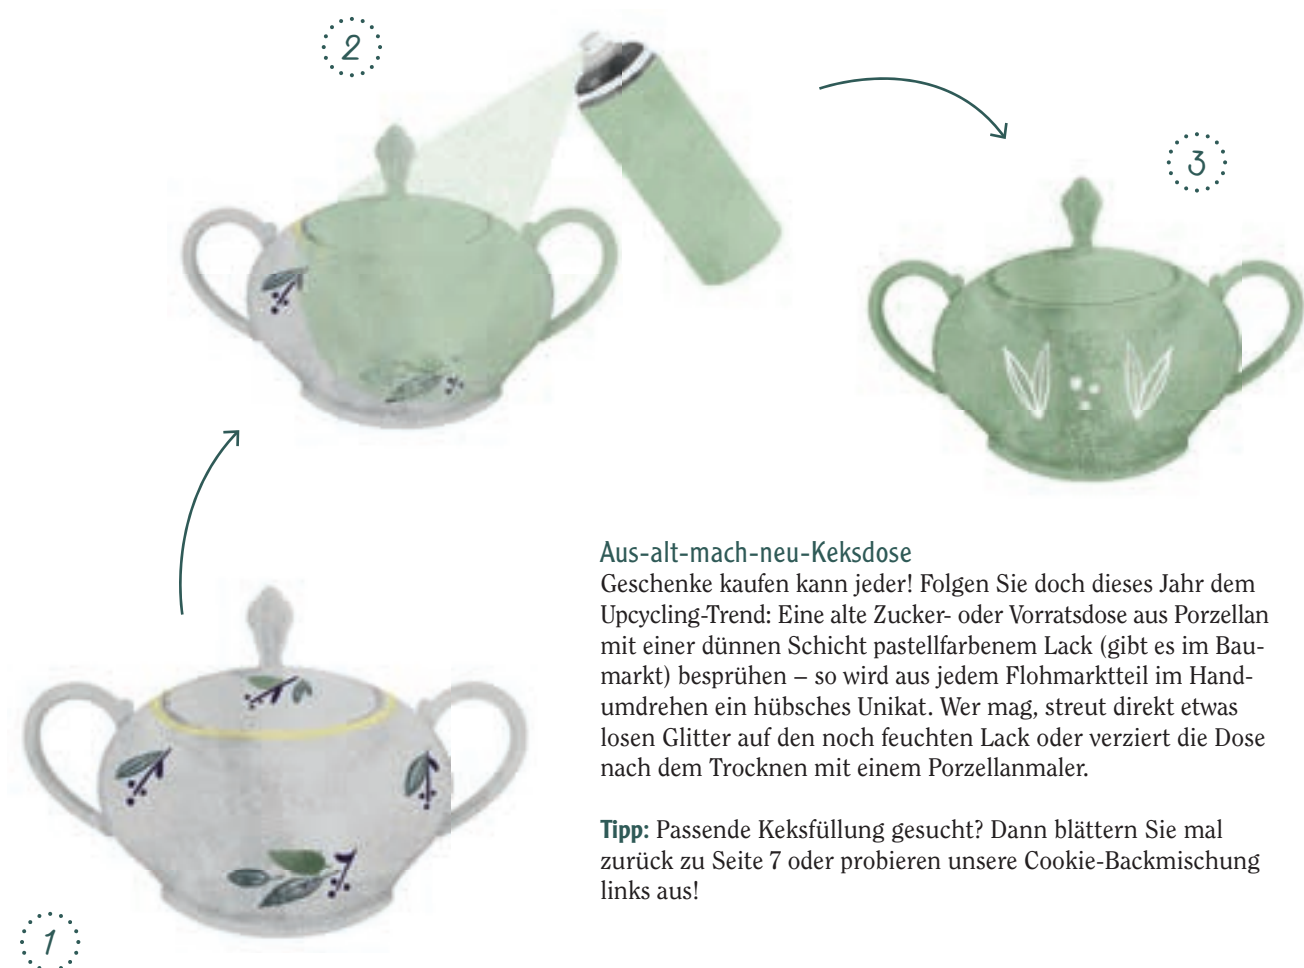 2
3
1
Aus-alt-mach-neu-Keksdose
Geschenke kaufen kann jeder! Folgen Sie doch dieses Jahr dem
Upcycling-Trend: Eine alte Zucker- oder Vorratsdose aus Porzellan
mit einer dünnen Schicht pastellfarbenem Lack (gibt es im Bau-
markt) besprühen – so wird aus jedem Flohmarktteil im Hand-
umdrehen ein hübsches Unikat. Wer mag, streut direkt etwas
losen Glitter auf den noch feuchten Lack oder verziert die Dose
nach dem Trocknen mit einem Porzellanmaler.
Tipp: Passende Keksfüllung gesucht? Dann blättern Sie mal
zurück zu Seite 7 oder probieren unsere Cookie-Backmischung
links aus!